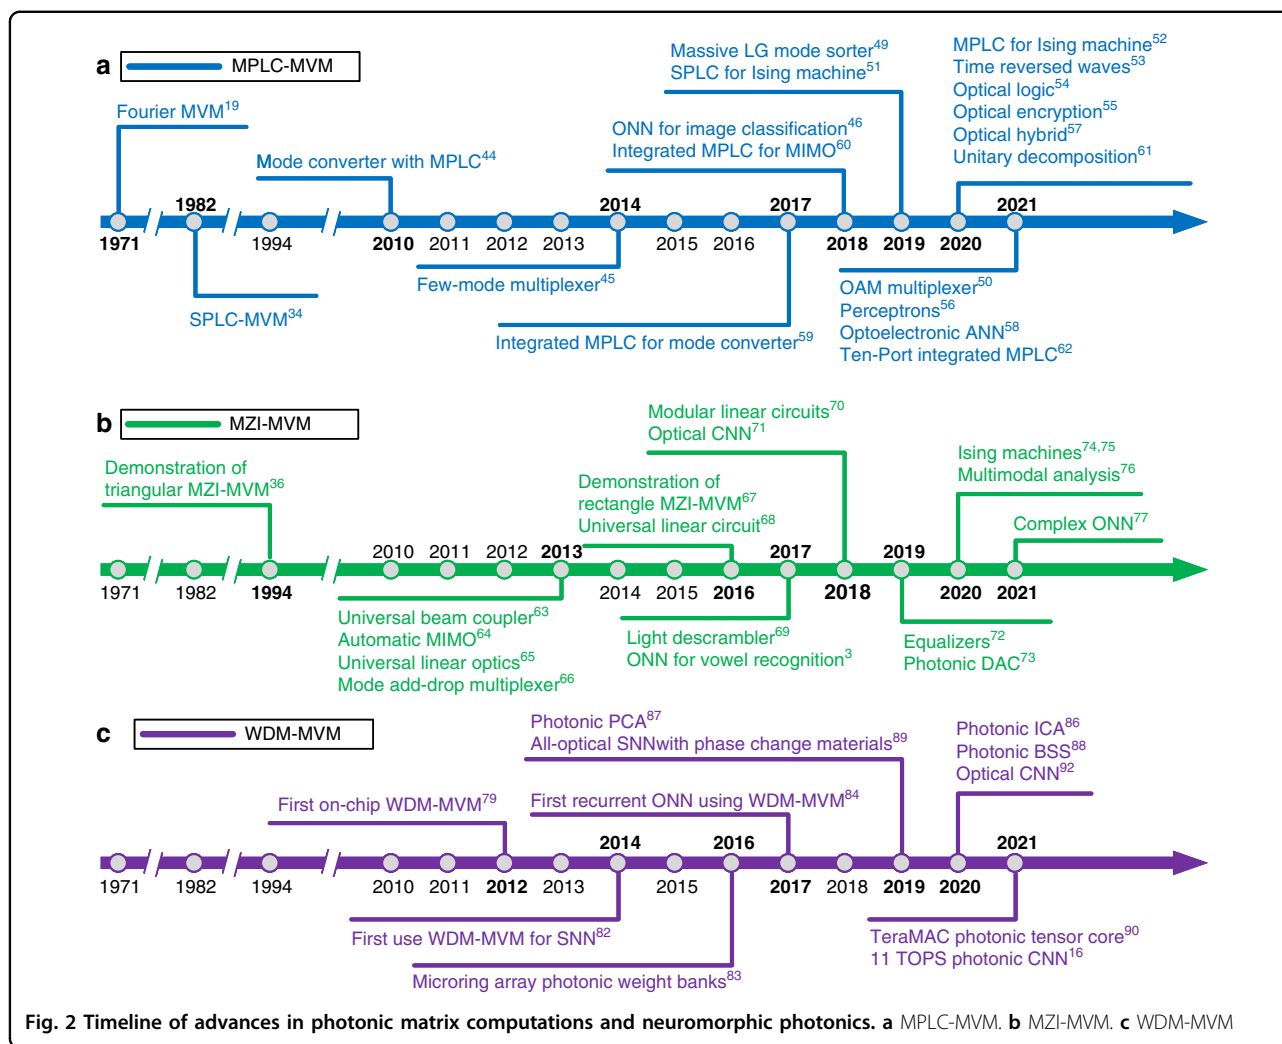 a
MPLC-MVM
Fourier MVM19
Mode converter with MPLC44
Massive LG mode sorter49
SPLC for Ising machine51
ONN for image classification46
Integrated MPLC for MIMO60
MPLC for Ising machine52
Time reversed waves53
Optical logic54
Optical encryption55
Optical hybrid57
Unitary decomposition61
1982 2014 2017 2021
1971 1994 2010 2011 2012 2013 2015 2016 2018 2019 2020
SPLC-MVM34
Few-mode multiplexer45
Integrated MPLC for mode converter59
OAM multiplexer50
Perceptrons56
Optoelectronic ANN58
Ten-Port integrated MPLC62
b
MZI-MVM
Demonstration of
triangular MZI-MVM36
Demonstration of
rectangle MZI-MVM67
Universal linear circuit68
Modular linear circuits70
Optical CNN71
Ising machines74,75
Multimodal analysis76
Complex ONN77
2010 2011 2012 2013 2017 2019
1971 1982 1994 2014 2015 2016 2018 2020 2021
Universal beam coupler63
Automatic MIMO64
Universal linear optics65
Mode add-drop multiplexer66
Light descrambler69
ONN for vowel recognition3
Equalizers72
Photonic DAC73
c
WDM-MVM
First on-chip WDM-MVM79
Photonic PCA87
All-optical SNNwith phase change materials89
First recurrent ONN using WDM-MVM84
Photonic ICA86
Photonic BSS88
Optical CNN92
2014 2016 2021
1971 1982 1994 2010 2011 2012 2013 2015 2017 2018 2019 2020
First use WDM-MVM for SNN82
Microring array photonic weight banks83
TeraMAC photonic tensor core90
11 TOPS photonic CNN16
Fig. 2 Timeline of advances in photonic matrix computations and neuromorphic photonics. a MPLC-MVM. b MZI-MVM. c WDM-MVM